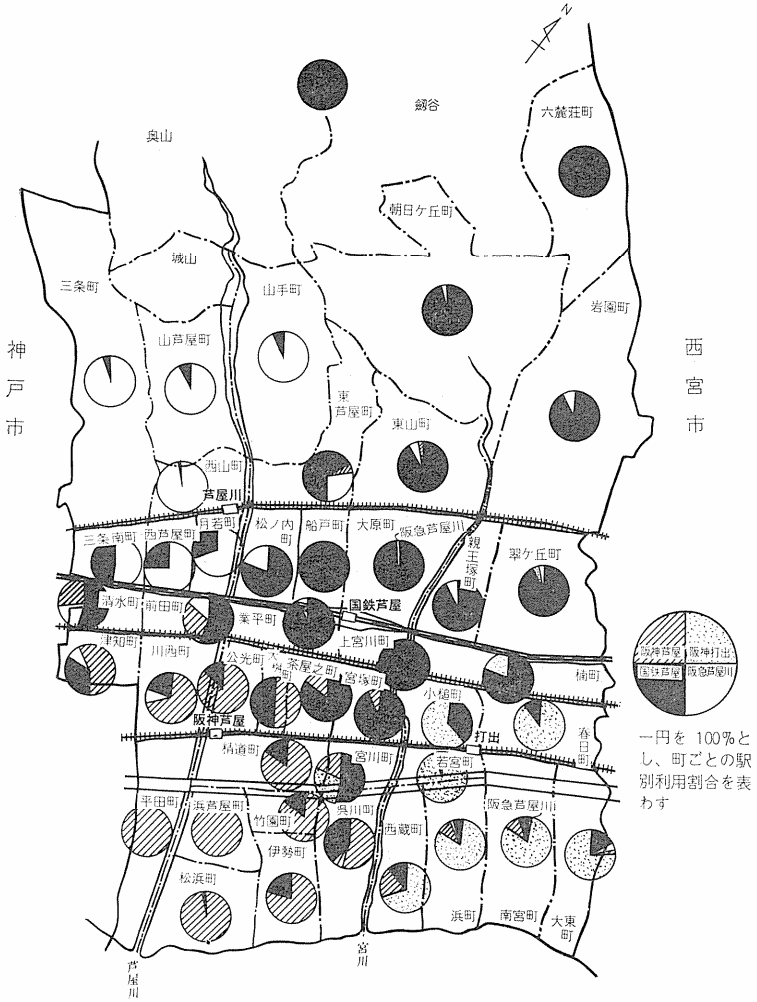 N
六麓荘町
劔谷
奥山
朝日ケ丘町
城山
三条町
山手町
岩園町
山芦屋町
神戸市
西宮市
東芦屋町
東山町
西山町
芦屋川
月若町
三条南町
西芦屋町
松ノ内町
船戸町
大原町
阪急芦屋川
親王塚町
翠ケ丘町
清水町
前田町
業平町
国鉄芦屋
上宮川町
津知町
川西町
公光町
茶屋之町
宮塚町
楠町
小槌町
阪神芦屋
打出
春日町
精道町
宮川町
若宮町
平田町
浜芦屋町
竹園町
呉川町
西蔵町
阪急芦屋川
伊勢町
松浜町
浜町
南宮町
大東町
芦屋川
宮川
阪神芦屋
阪神打出
国鉄芦屋
阪急芦屋川
一円を 100%と
し、町ごとの駅
別利用割合を表
わす